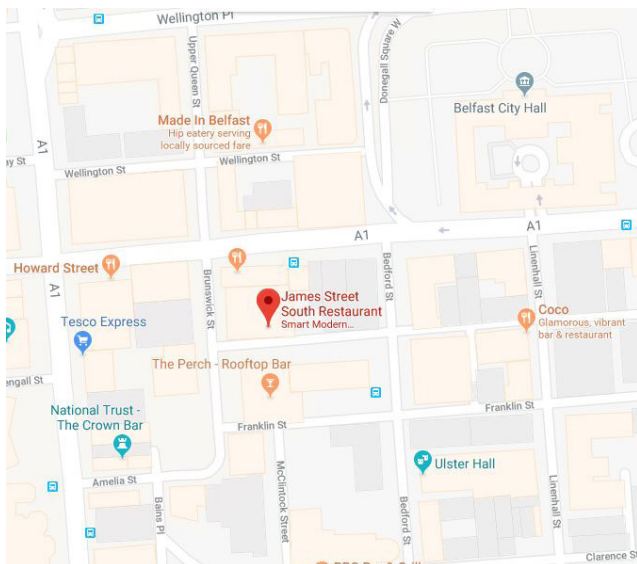 Wellington Pl
Upper Queen St
Donegall Square W
Belfast City Hall
Made In Belfast
Hip eatery serving
locally sourced fare
A1
ay St
Wellington St
Wellington St
A1
A1
Howard Street
Brunswick St
Bedford St
Linenhall St
A1
James Street
South Restaurant
Smart Modern...
Coco
Glamorous, vibrant
bar & restaurant
Tesco Express
The Perch - Rooftop Bar
engall St
National Trust -
The Crown Bar
Franklin St
Franklin St
Ulster Hall
Amelia St
McClintock Street
Bains Pl
Bedford St
Linenhall St
Clarence St